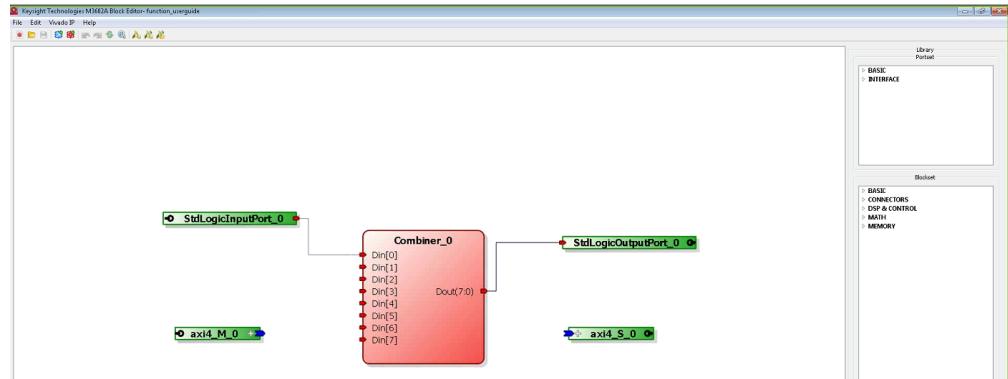 Keysight Technologies M3602A Block Editor- function_userguide
File Edit Vivado IP Help
Library
Portset
BASIC
INTERFACE
StdLogicInputPort_0
Combiner_0
Din[0]
Din[1]
Din[2]
Din[3]
Din[4]
Din[5]
Din[6]
Din[7]
Dout(7:0)
StdLogicOutputPort_0
axi4_M_0 +
+ axi4_S_0
Blockset
BASIC
CONNECTORS
DSP & CONTROL
MATH
MEMORY